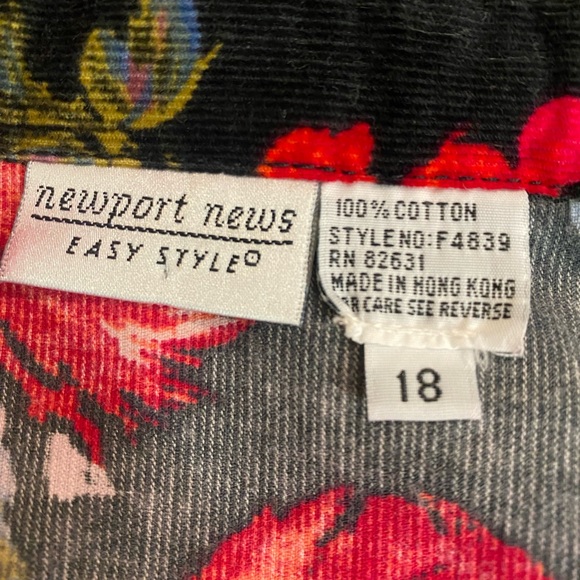 newport news
EASY STYLE®
100% COTTON
STYLE NO: F4839
RN 82631
MADE IN HONG KONG
CARE SEE REVERSE
18